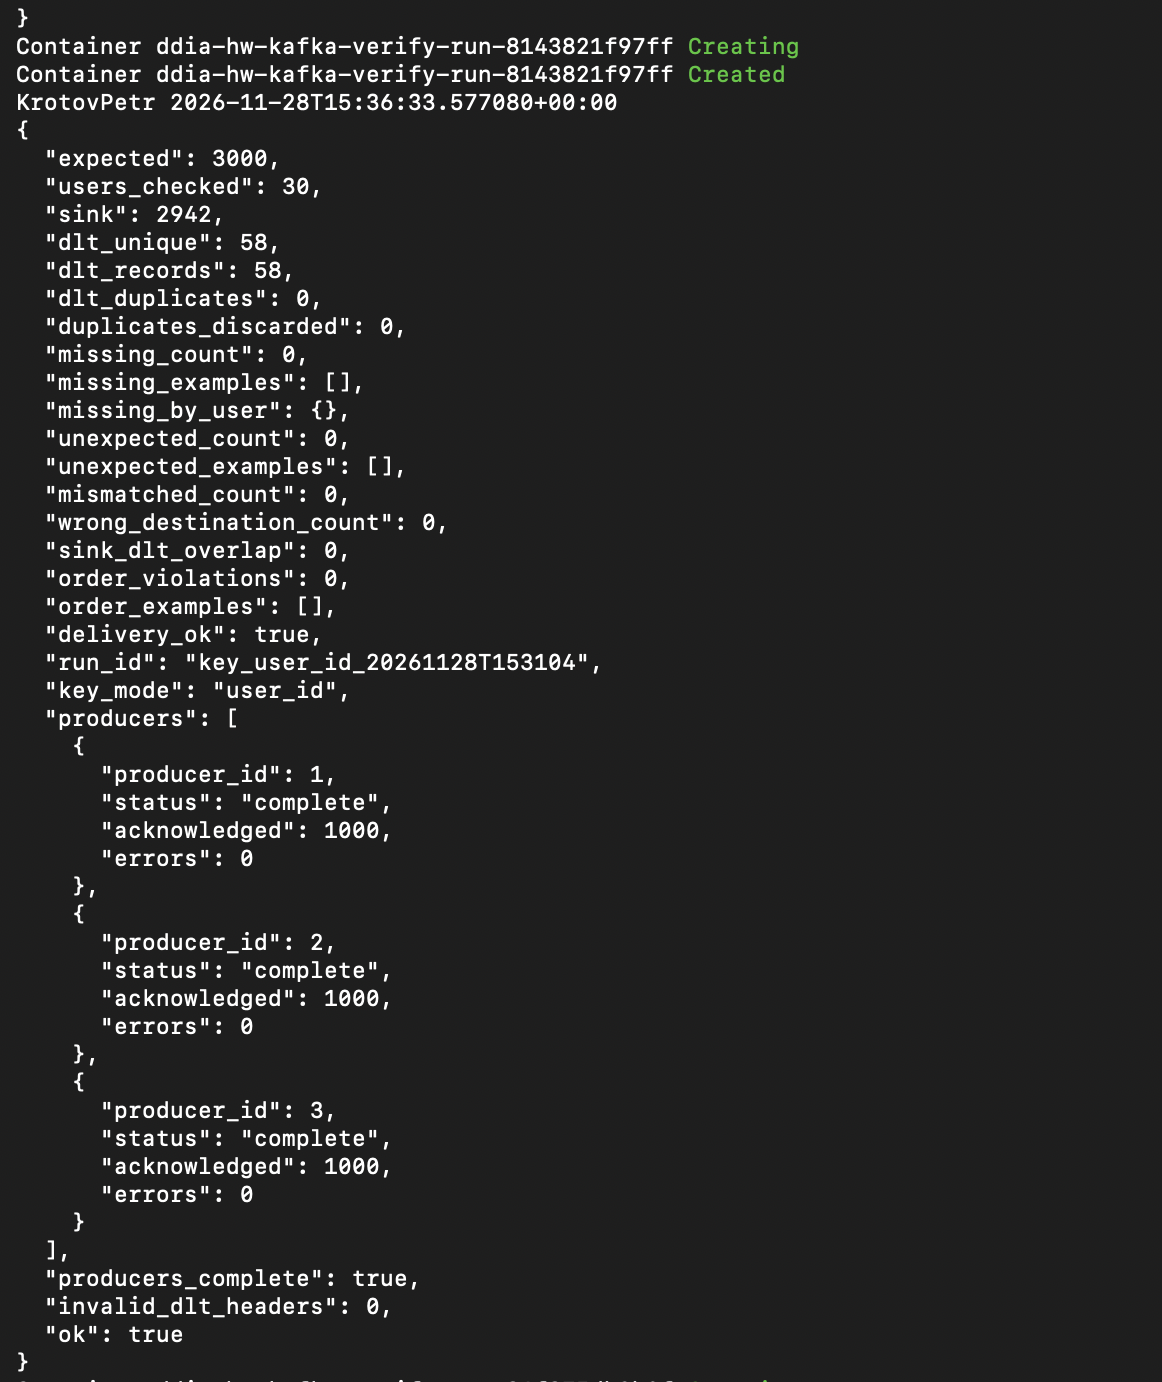 }
Container ddia-hw-kafka-verify-run-8143821f97ff Creating
Container ddia-hw-kafka-verify-run-8143821f97ff Created
KrotovPetr 2026-11-28T15:36:33.577080+00:00
{
  "expected": 3000,
  "users_checked": 30,
  "sink": 2942,
  "dlt_unique": 58,
  "dlt_records": 58,
  "dlt_duplicates": 0,
  "duplicates_discarded": 0,
  "missing_count": 0,
  "missing_examples": [],
  "missing_by_user": {},
  "unexpected_count": 0,
  "unexpected_examples": [],
  "mismatched_count": 0,
  "wrong_destination_count": 0,
  "sink_dlt_overlap": 0,
  "order_violations": 0,
  "order_examples": [],
  "delivery_ok": true,
  "run_id": "key_user_id_20261128T153104",
  "key_mode": "user_id",
  "producers": [
    {
      "producer_id": 1,
      "status": "complete",
      "acknowledged": 1000,
      "errors": 0
    },
    {
      "producer_id": 2,
      "status": "complete",
      "acknowledged": 1000,
      "errors": 0
    },
    {
      "producer_id": 3,
      "status": "complete",
      "acknowledged": 1000,
      "errors": 0
    }
  ],
  "producers_complete": true,
  "invalid_dlt_headers": 0,
  "ok": true
}